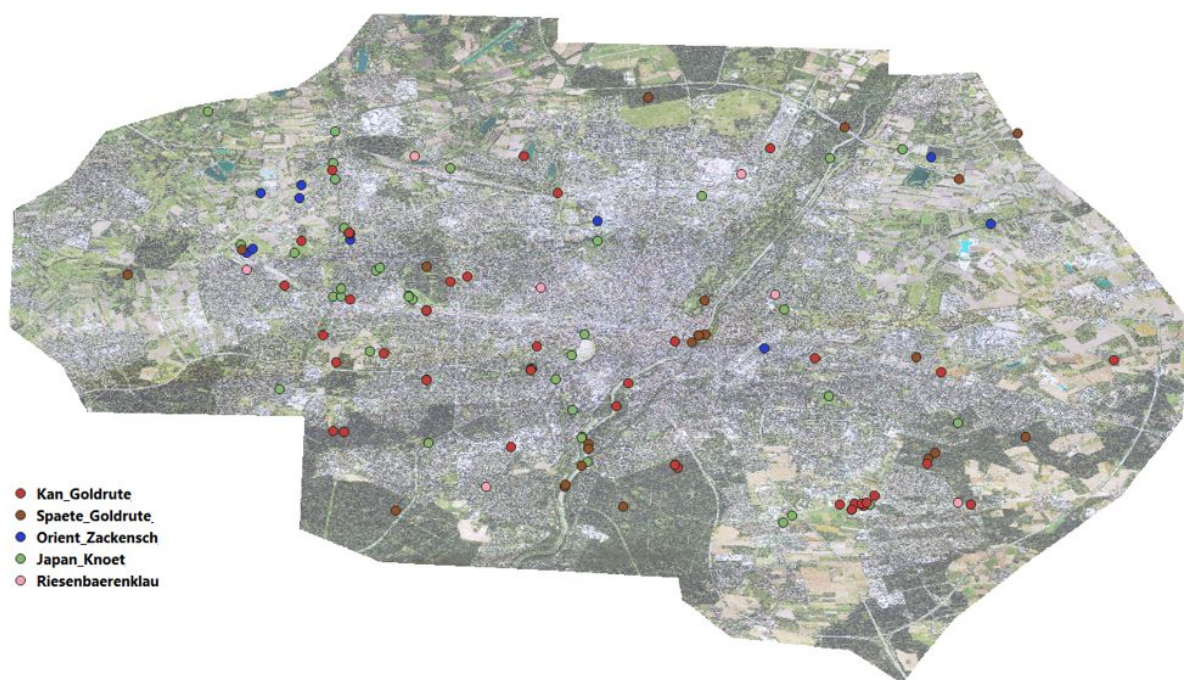 Kan_Goldrute
Spaete_Goldrute_
Orient_Zackensch
Japan_Knoet
Riesenbaerenklau